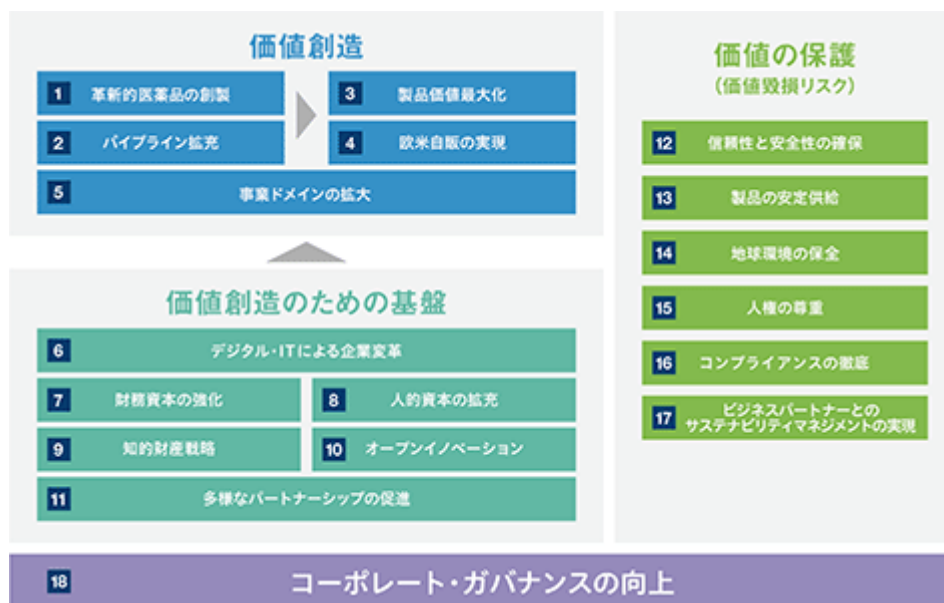 価値創造
1 革新的医薬品の創製
2 パイプライン拡充
3 製品価値最大化
4 欧米自販の実現
5 事業ドメインの拡大
価値創造のための基盤
6 デジタル・ITによる企業変革
7 財務資本の強化
8 人的資本の拡充
9 知的財産戦略
10 オープンイノベーション
11 多様なパートナーシップの促進
価値の保護
(価値毀損リスク)
12 信頼性と安全性の確保
13 製品の安定供給
14 地球環境の保全
15 人権の尊重
16 コンプライアンスの徹底
17 ビジネスパートナーとの
サステナビリティマネジメントの実現
18 コーポレート・ガバナンスの向上